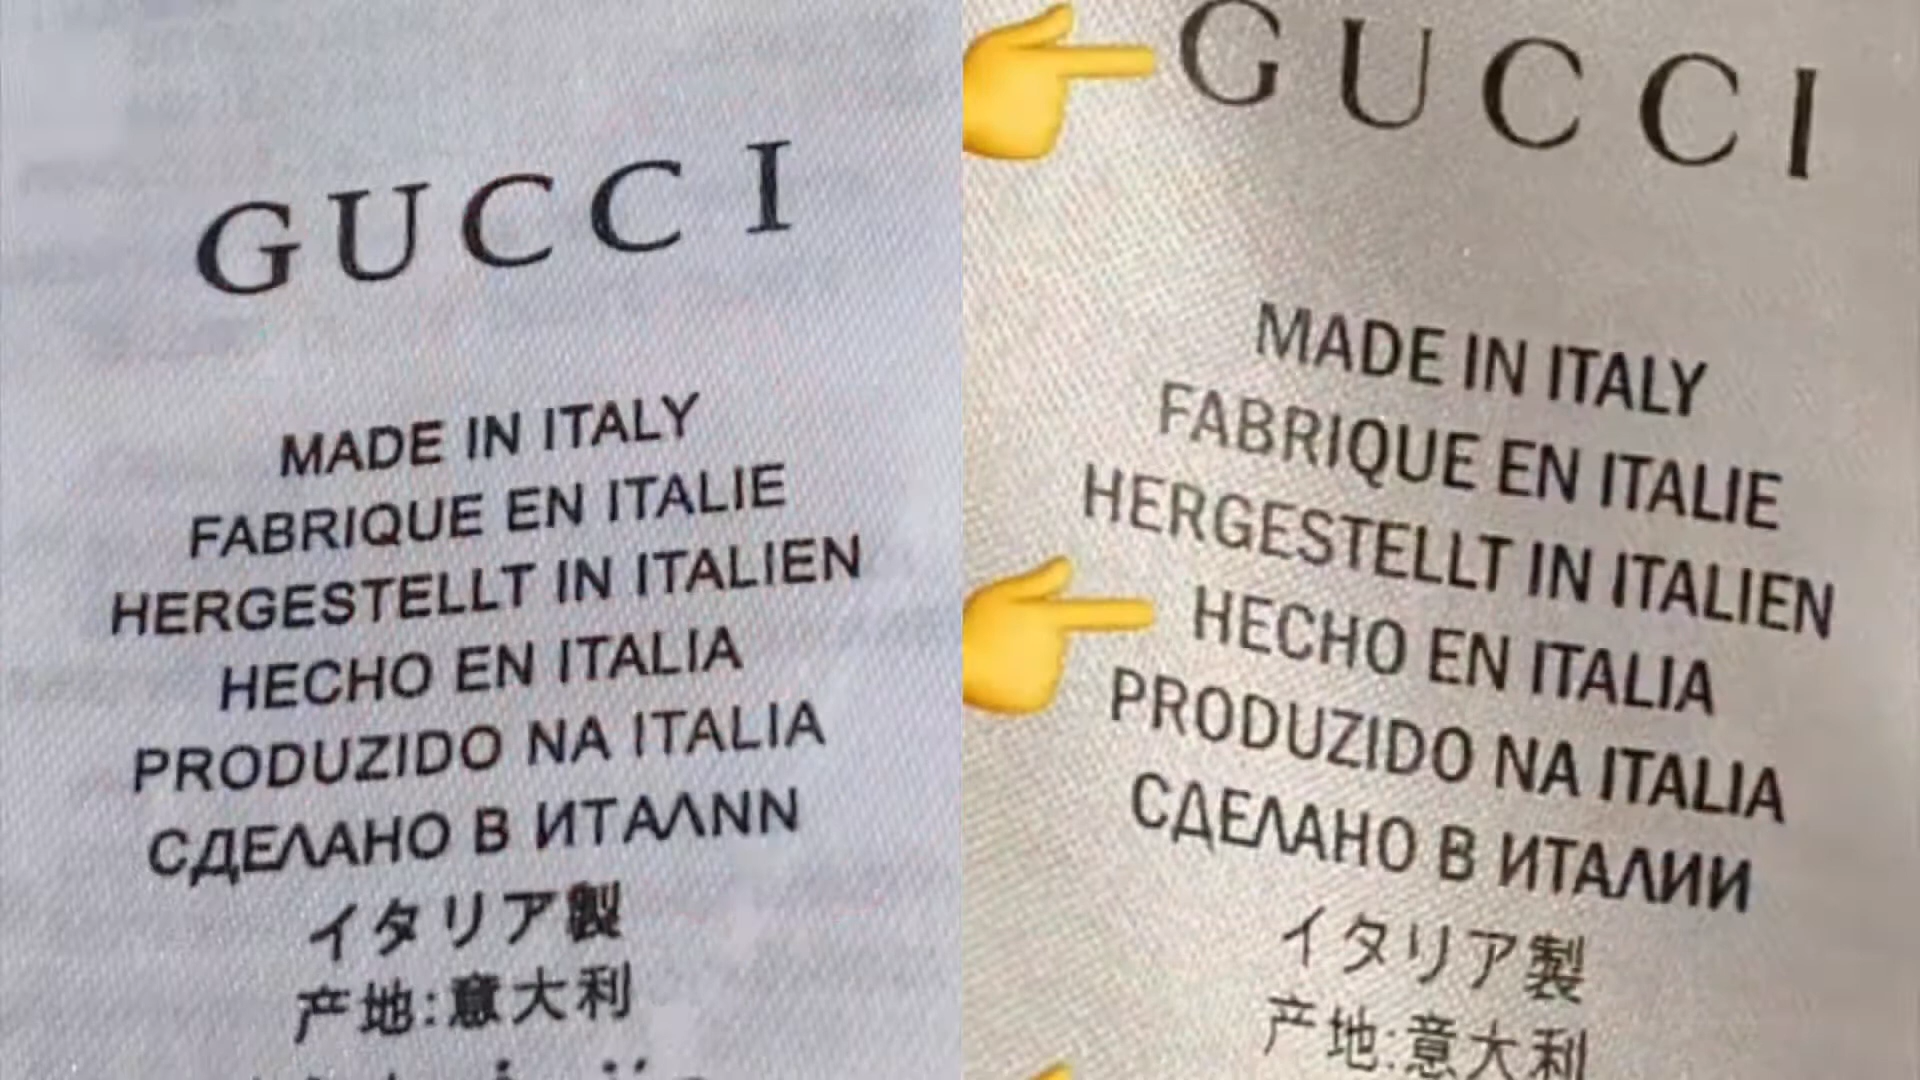 GUCCI
MADE IN ITALY
FABRIQUE EN ITALIE
HERGESTELLT IN ITALIEN
HECHO EN ITALIA
PRODUZIDO NA ITALIA
СДЕЛАНО В ИТАЛNN
イタリア製
产地:意大利
GUCCI
MADE IN ITALY
FABRIQUE EN ITALIE
HERGESTELLT IN ITALIEN
HECHO EN ITALIA
PRODUZIDO NA ITALIA
СДЕЛАНО В ИТАЛИИ
イタリア製
产地:意大利